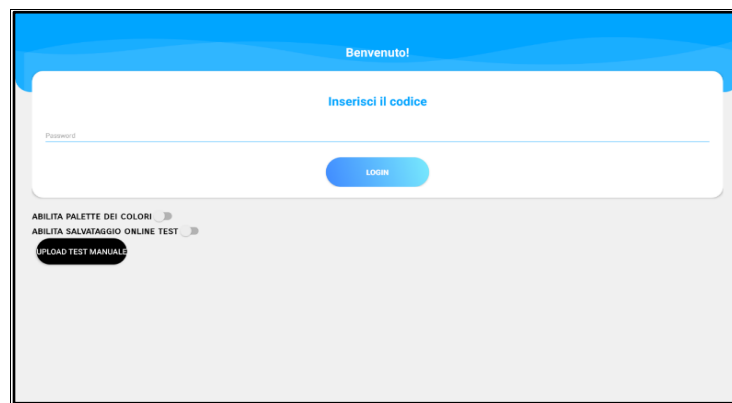 Benvenuto!
Inserisci il codice
Password
LOGIN
ABILITA PALETTE DEI COLORI
ABILITA SALVATAGGIO ONLINE TEST
UPLOAD TEST MANUALE